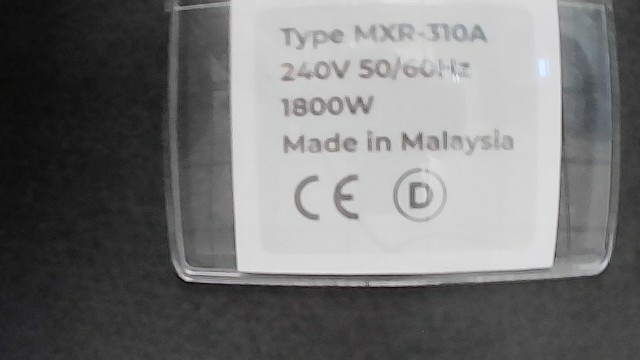 Type MXR-310A
240V 50/60Hz
1800W
Made in Malaysia
CE D